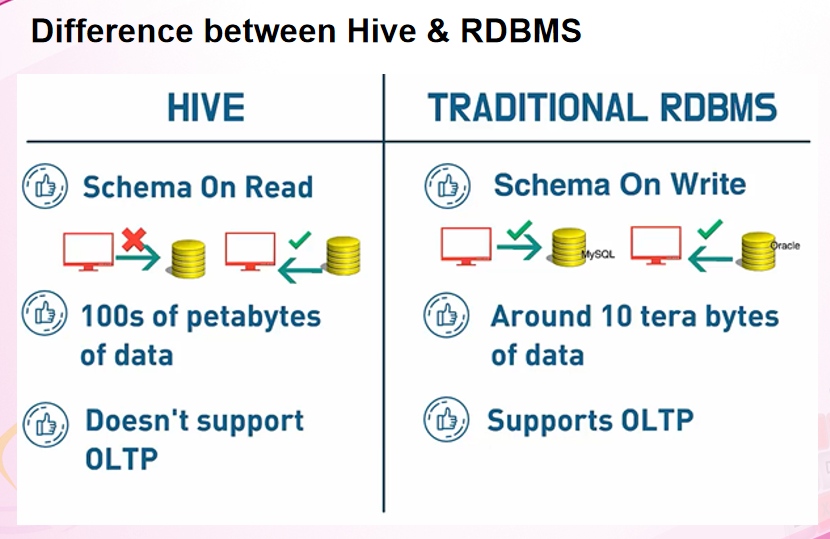 Difference between Hive & RDBMS
HIVE
Schema On Read
100s of petabytes
of data
Doesn't support
OLTP
TRADITIONAL RDBMS
Schema On Write
MySQL
Oracle
Around 10 tera bytes
of data
Supports OLTP